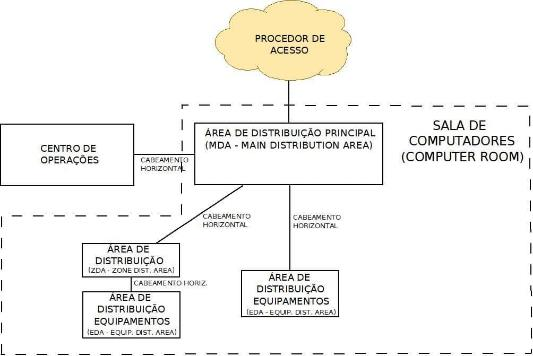 PROCEDOR DE
ACESSO
ÁREA DE DISTRIBUIÇÃO PRINCIPAL
(MDA - MAIN DISTRIBUTION AREA)
SALA DE
COMPUTADORES
(COMPUTER ROOM)
CENTRO DE
OPERAÇÕES
CABEAMENTO
HORIZONTAL
CABEAMENTO
HORIZONTAL
CABEAMENTO
HORIZONTAL
ÁREA DE
DISTRIBUIÇÃO
(ZDA - ZONE DIST. AREA)
CABEAMENTO HORIZ.
ÁREA DE
DISTRIBUIÇÃO
EQUIPAMENTOS
(EDA - EQUIP. DIST. AREA)
ÁREA DE
DISTRIBUIÇÃO
EQUIPAMENTOS
(EDA - EQUIP. DIST. AREA)